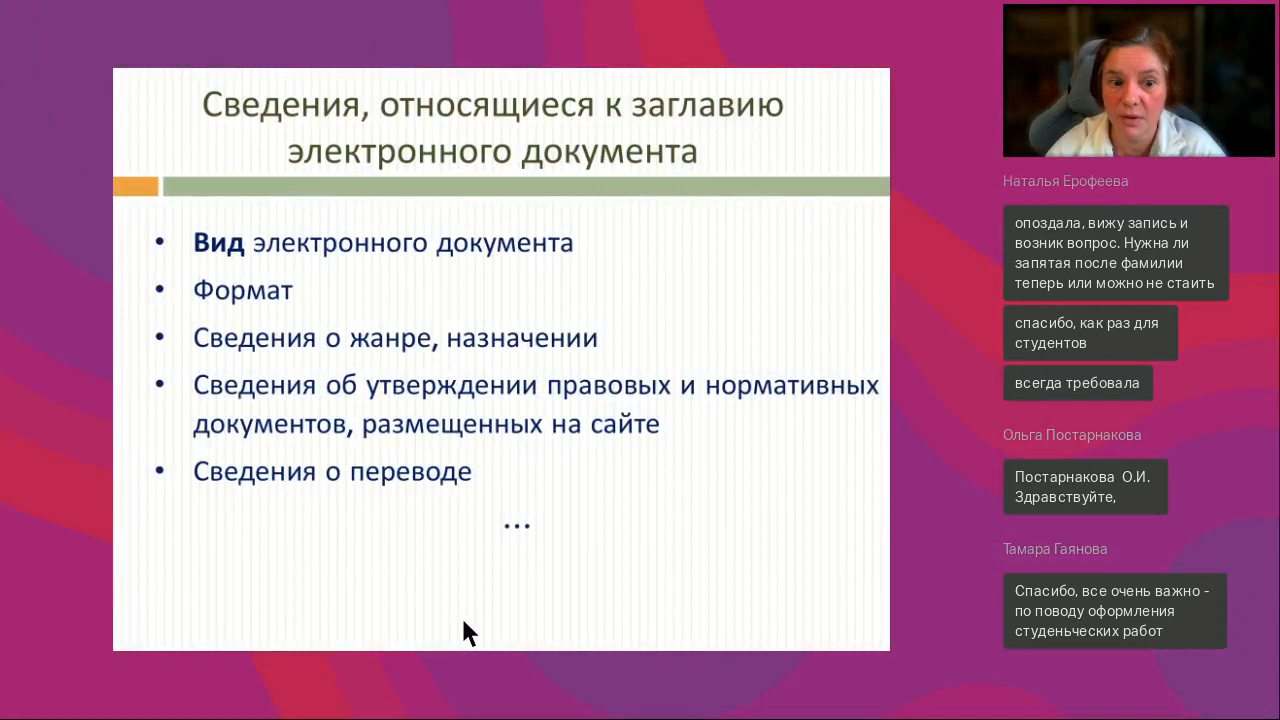 Сведения, относящиеся к заглавию
электронного документа
• Вид электронного документа
• Формат
• Сведения о жанре, назначении
• Сведения об утверждении правовых и нормативных
документов, размещенных на сайте
• Сведения о переводе
...
Наталья Ерофеева
опоздала, вижу запись и
возник вопрос. Нужна ли
запятая после фамилии
теперь или можно не стаить
спасибо, как раз для
студентов
всегда требовала
Ольга Постарнакова
Постарнакова О.И.
Здравствуйте,
Тамара Гаянова
Спасибо, все очень важно -
по поводу оформления
студеньческих работ